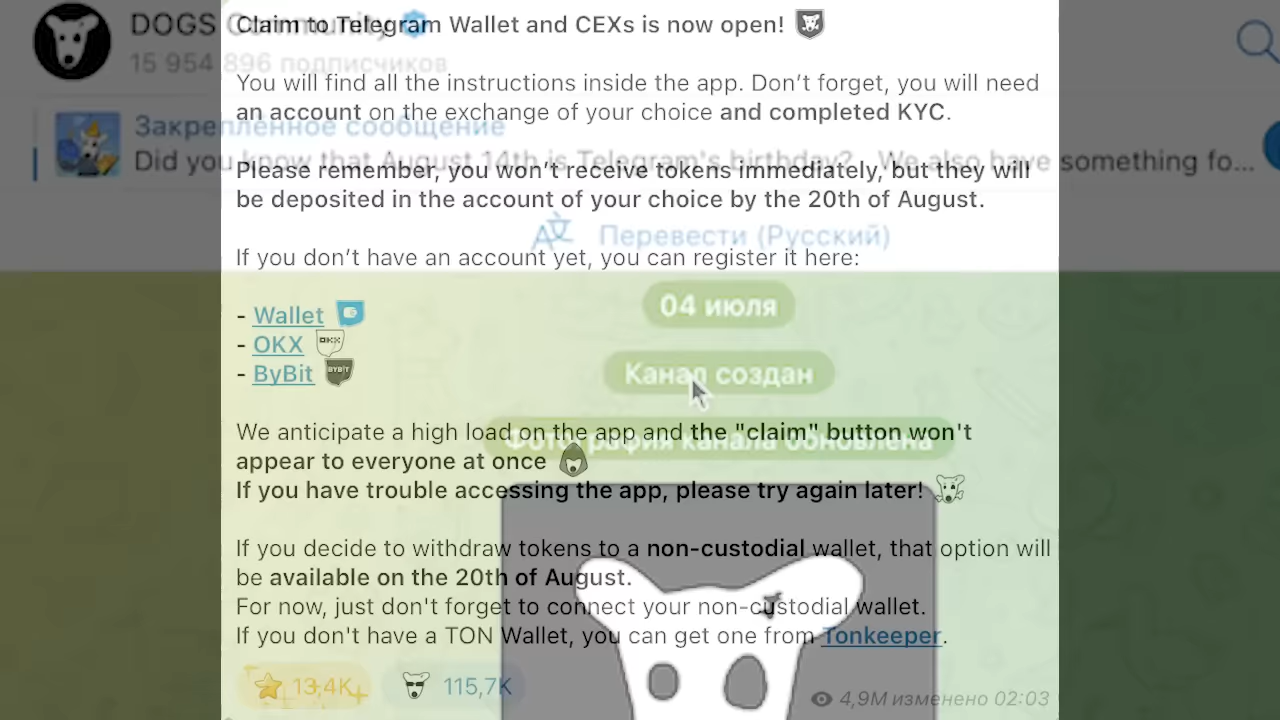 DOGS Community
Claim to Telegram Wallet and CEXs is now open!
15 954 896 подписчиков
You will find all the instructions inside the app. Don’t forget, you will need
an account on the exchange of your choice and completed KYC.
Закрепленное сообщение
Did you know that August 14th is Telegram's birthday? We also have something fo...
Please remember, you won’t receive tokens immediately, but they will
be deposited in the account of your choice by the 20th of August.
Перевести (Русский)
If you don’t have an account yet, you can register it here:
04 июля
- Wallet
- OKX
OKX
- ByBit
BYBIT
Канал создан
We anticipate a high load on the app and the "claim" button won't
Фотография канала обновлена
appear to everyone at once
If you have trouble accessing the app, please try again later!
If you decide to withdraw tokens to a non-custodial wallet, that option will
be available on the 20th of August.
For now, just don't forget to connect your non-custodial wallet.
If you don't have a TON Wallet, you can get one from Tonkeeper.
13,4K 115,7K
4,9M изменено 02:03